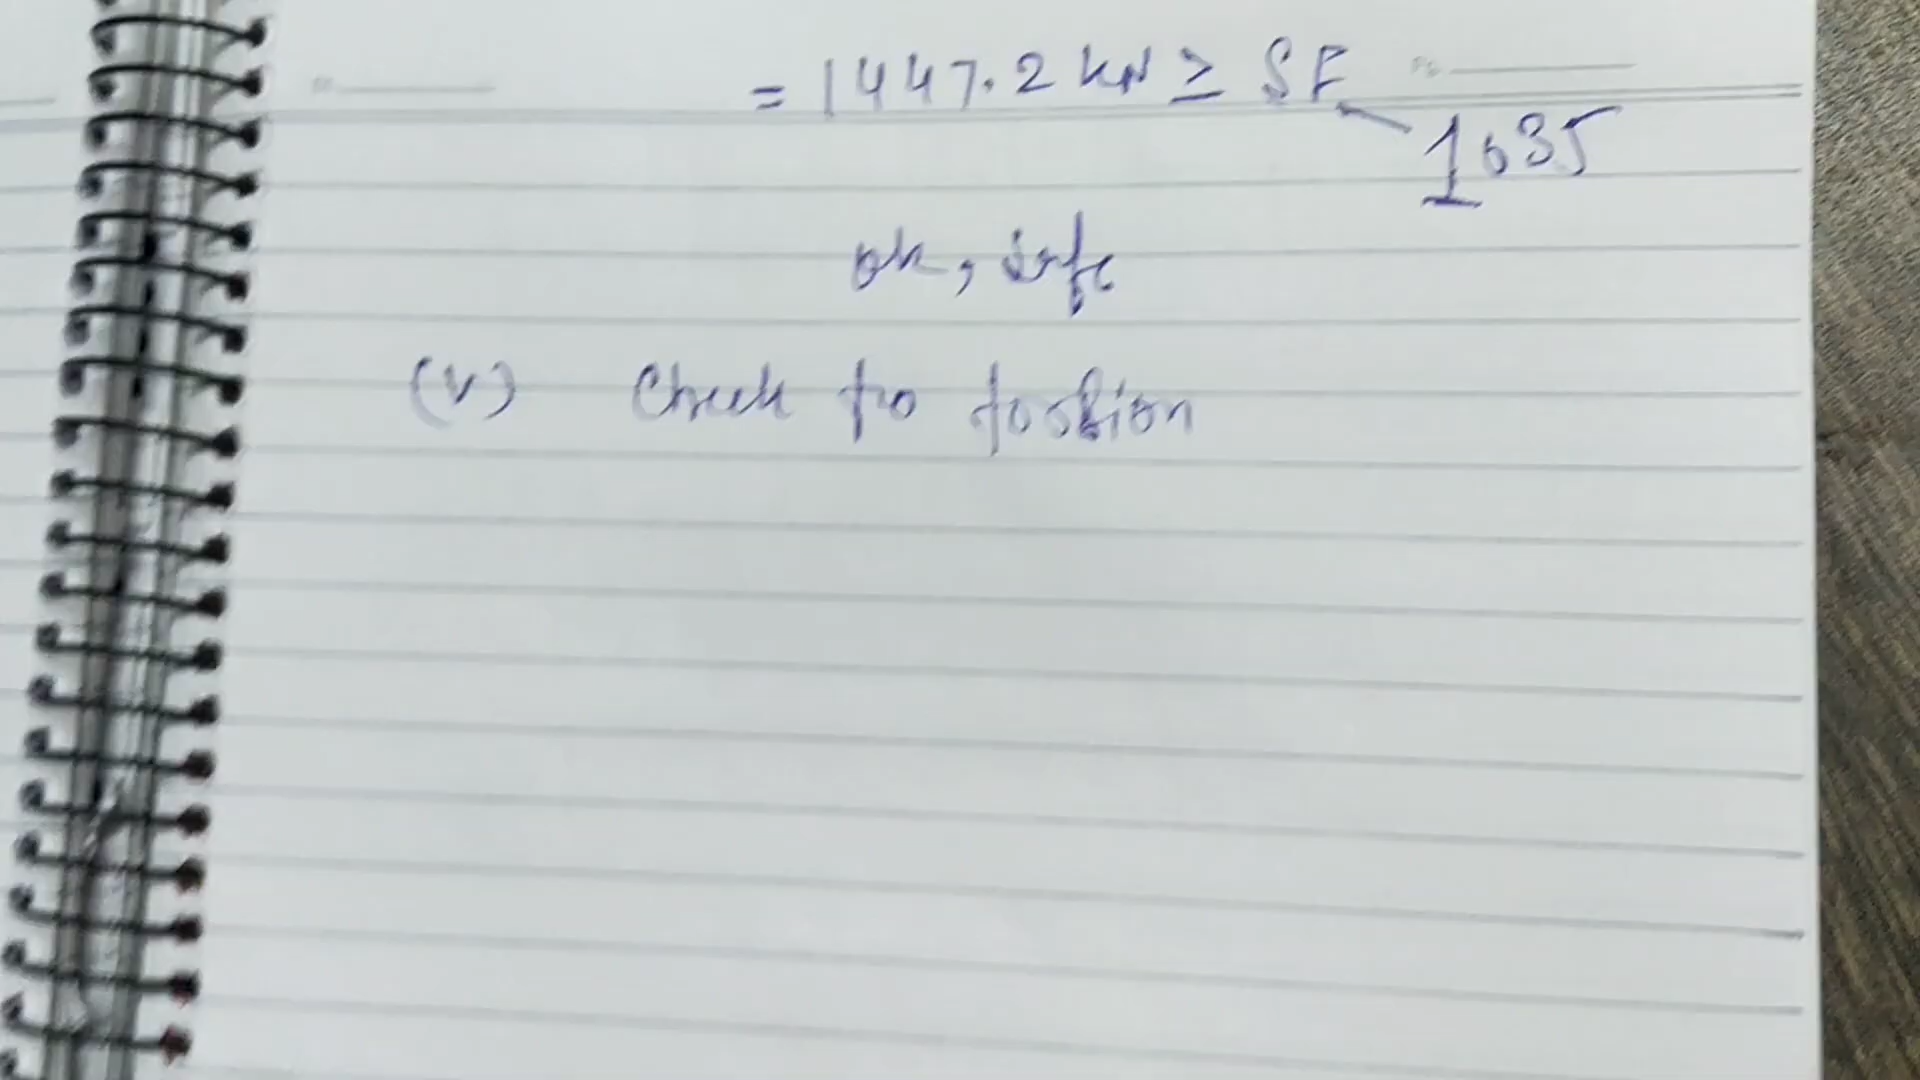 = 1447.2 kN ≥ SF
1035
ok, safe
(v) Check for torsion